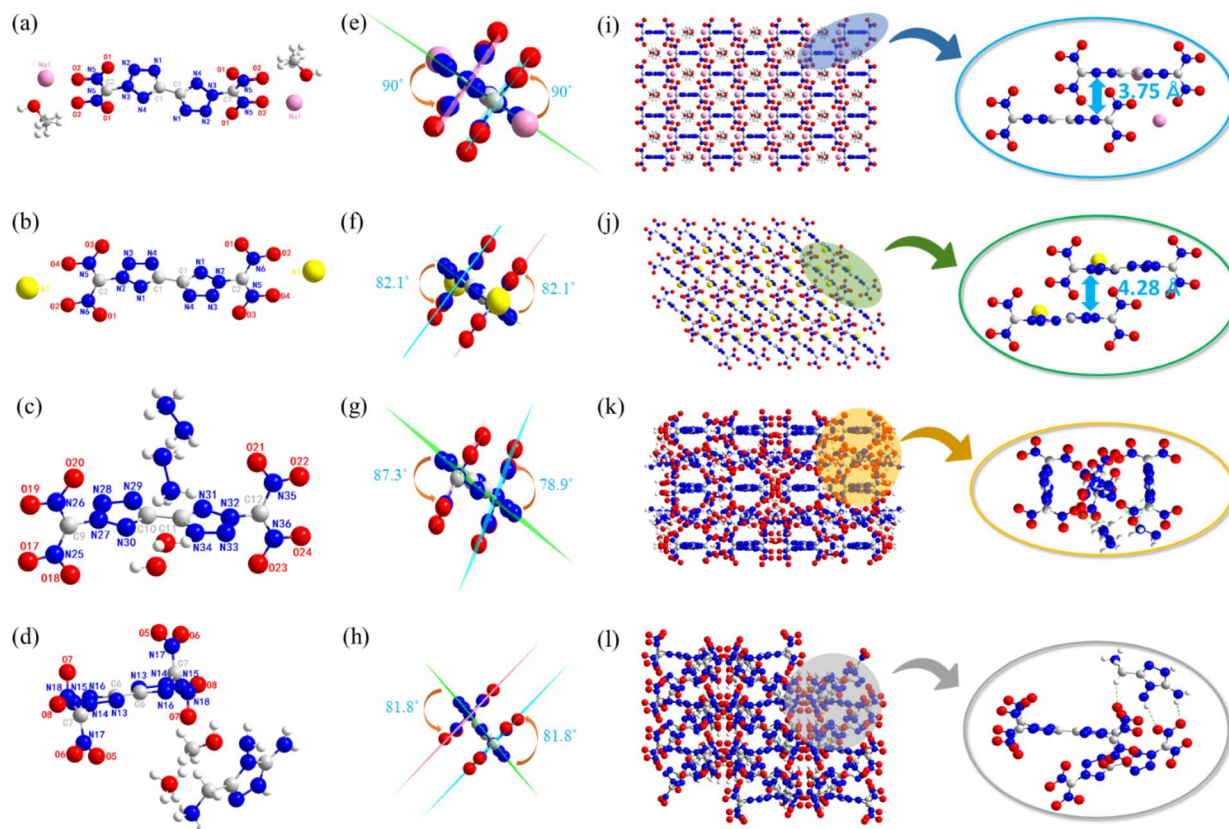 (a)
Na1
O1
O2
N5
N5
O2
O1
C2
N2
N1
N3
N4
C1
C1
N4
N3
N1
N2
O1
O2
N5
C2
N5
O2
O1
Na1
(e)
90°
90°
(i)
3.75 Å
(b)
K1
O3
O4
N5
O2
N6
O1
C2
N3
N4
N2
N1
C1
C1
N1
N2
N4
N3
O1
O2
N6
C2
N5
O4
O3
K1
(f)
82.1°
82.1°
(j)
4.28 Å
(c)
O20
O19
N26
O17
N25
O18
C9
N28
N29
N27
N30
C10
C11
N31
N32
N34
N33
O21
O22
C12
N35
N36
O24
O23
(g)
87.3°
78.9°
(k)
(d)
O5
O6
N17
C7
O7
N18
N15
N16
C6
N13
N14
N15
O8
O8
C7
N14
N13
C6
N16
N18
O7
N17
O6
O5
(h)
81.8°
81.8°
(l)